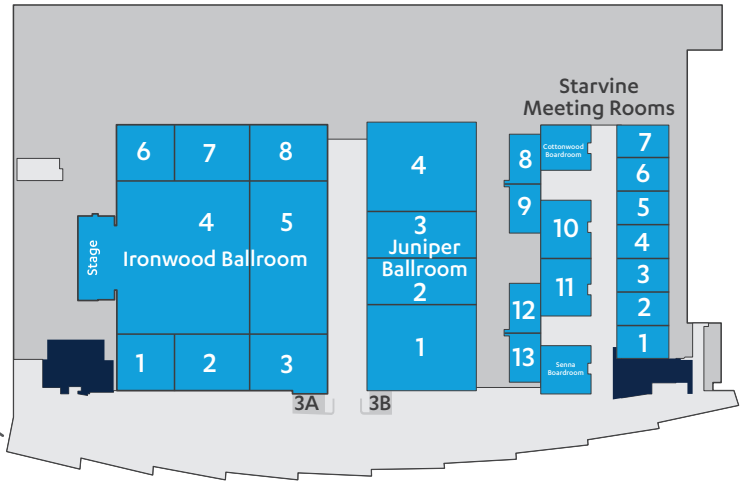 Starvine
Meeting Rooms
6
7
8
4
5
Stage
Ironwood Ballroom
1
2
3
3A
4
3
Juniper
Ballroom
2
1
3B
8
9
Cottonwood
Boardroom
10
11
12
13
Senna
Boardroom
7
6
5
4
3
2
1